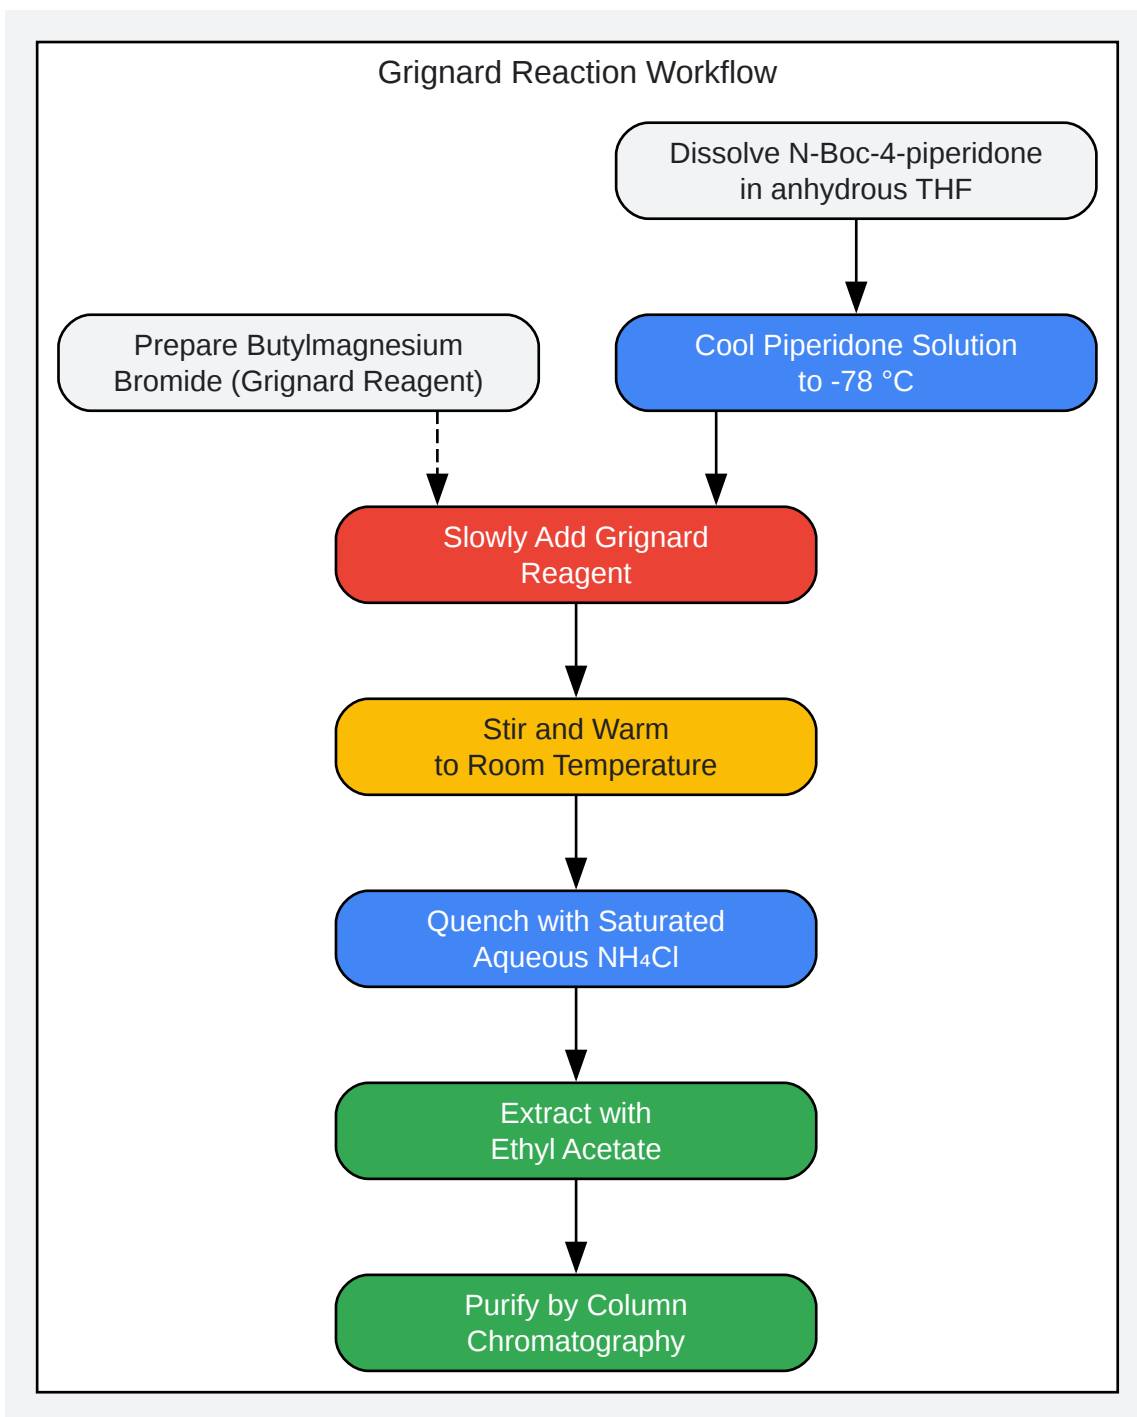 Grignard Reaction Workflow
Dissolve N-Boc-4-piperidone
in anhydrous THF
Prepare Butylmagnesium
Bromide (Grignard Reagent)
Cool Piperidone Solution
to -78 °C
Slowly Add Grignard
Reagent
Stir and Warm
to Room Temperature
Quench with Saturated
Aqueous NH₄Cl
Extract with
Ethyl Acetate
Purify by Column
Chromatography